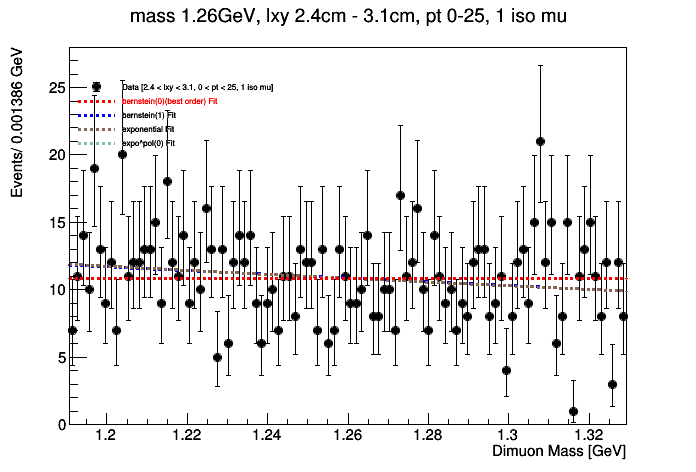 mass 1.26GeV, lxy 2.4cm - 3.1cm, pt 0-25, 1 iso mu
Events/ 0.001386 GeV
25
20
15
10
5
0
Data [2.4 < lxy < 3.1, 0 < pt < 25, 1 iso mu]
bernstein(0)(best order) Fit
bernstein(1) Fit
exponential Fit
expo*pol(0) Fit
1.2 1.22 1.24 1.26 1.28 1.3 1.32
Dimuon Mass [GeV]